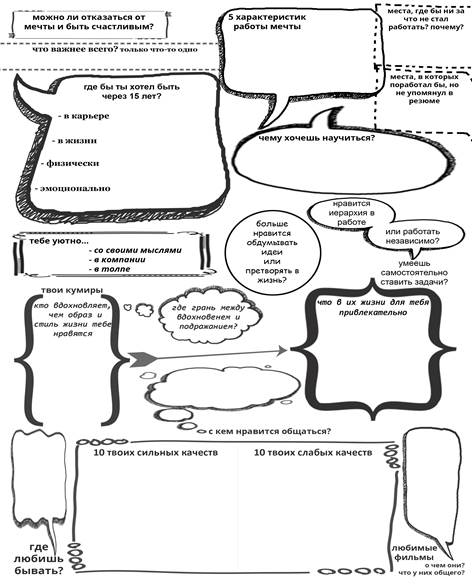 можно ли отказаться от
мечты и быть счастливым?
что важнее всего? только что-то одно
5 характеристик
работы мечты
места, где бы ни за
что не стал
работать? почему?
места, в которых
поработал бы, но
не упомянул в
резюме
где бы ты хотел быть
через 15 лет?
- в карьере
- в жизни
- физически
- эмоционально
чему хочешь научиться?
нравится
иерархия в
работе
или работать
независимо?
умеешь
самостоятельно
ставить задачи?
больше
нравится
обдумывать
идеи
или
претворять в
жизнь?
тебе уютно...
- со своими мыслями
- в компании
- в толпе
твои кумиры
кто вдохновляет,
чем образ и
стиль жизни тебе
нравятся
где грань между
вдохновенем и
подражанием?
что в их жизни для тебя
привлекательно
с кем нравится общаться?
10 твоих сильных качеств
10 твоих слабых качеств
где
любишь
бывать?
любимые
фильмы
о чем они?
что у них общего?